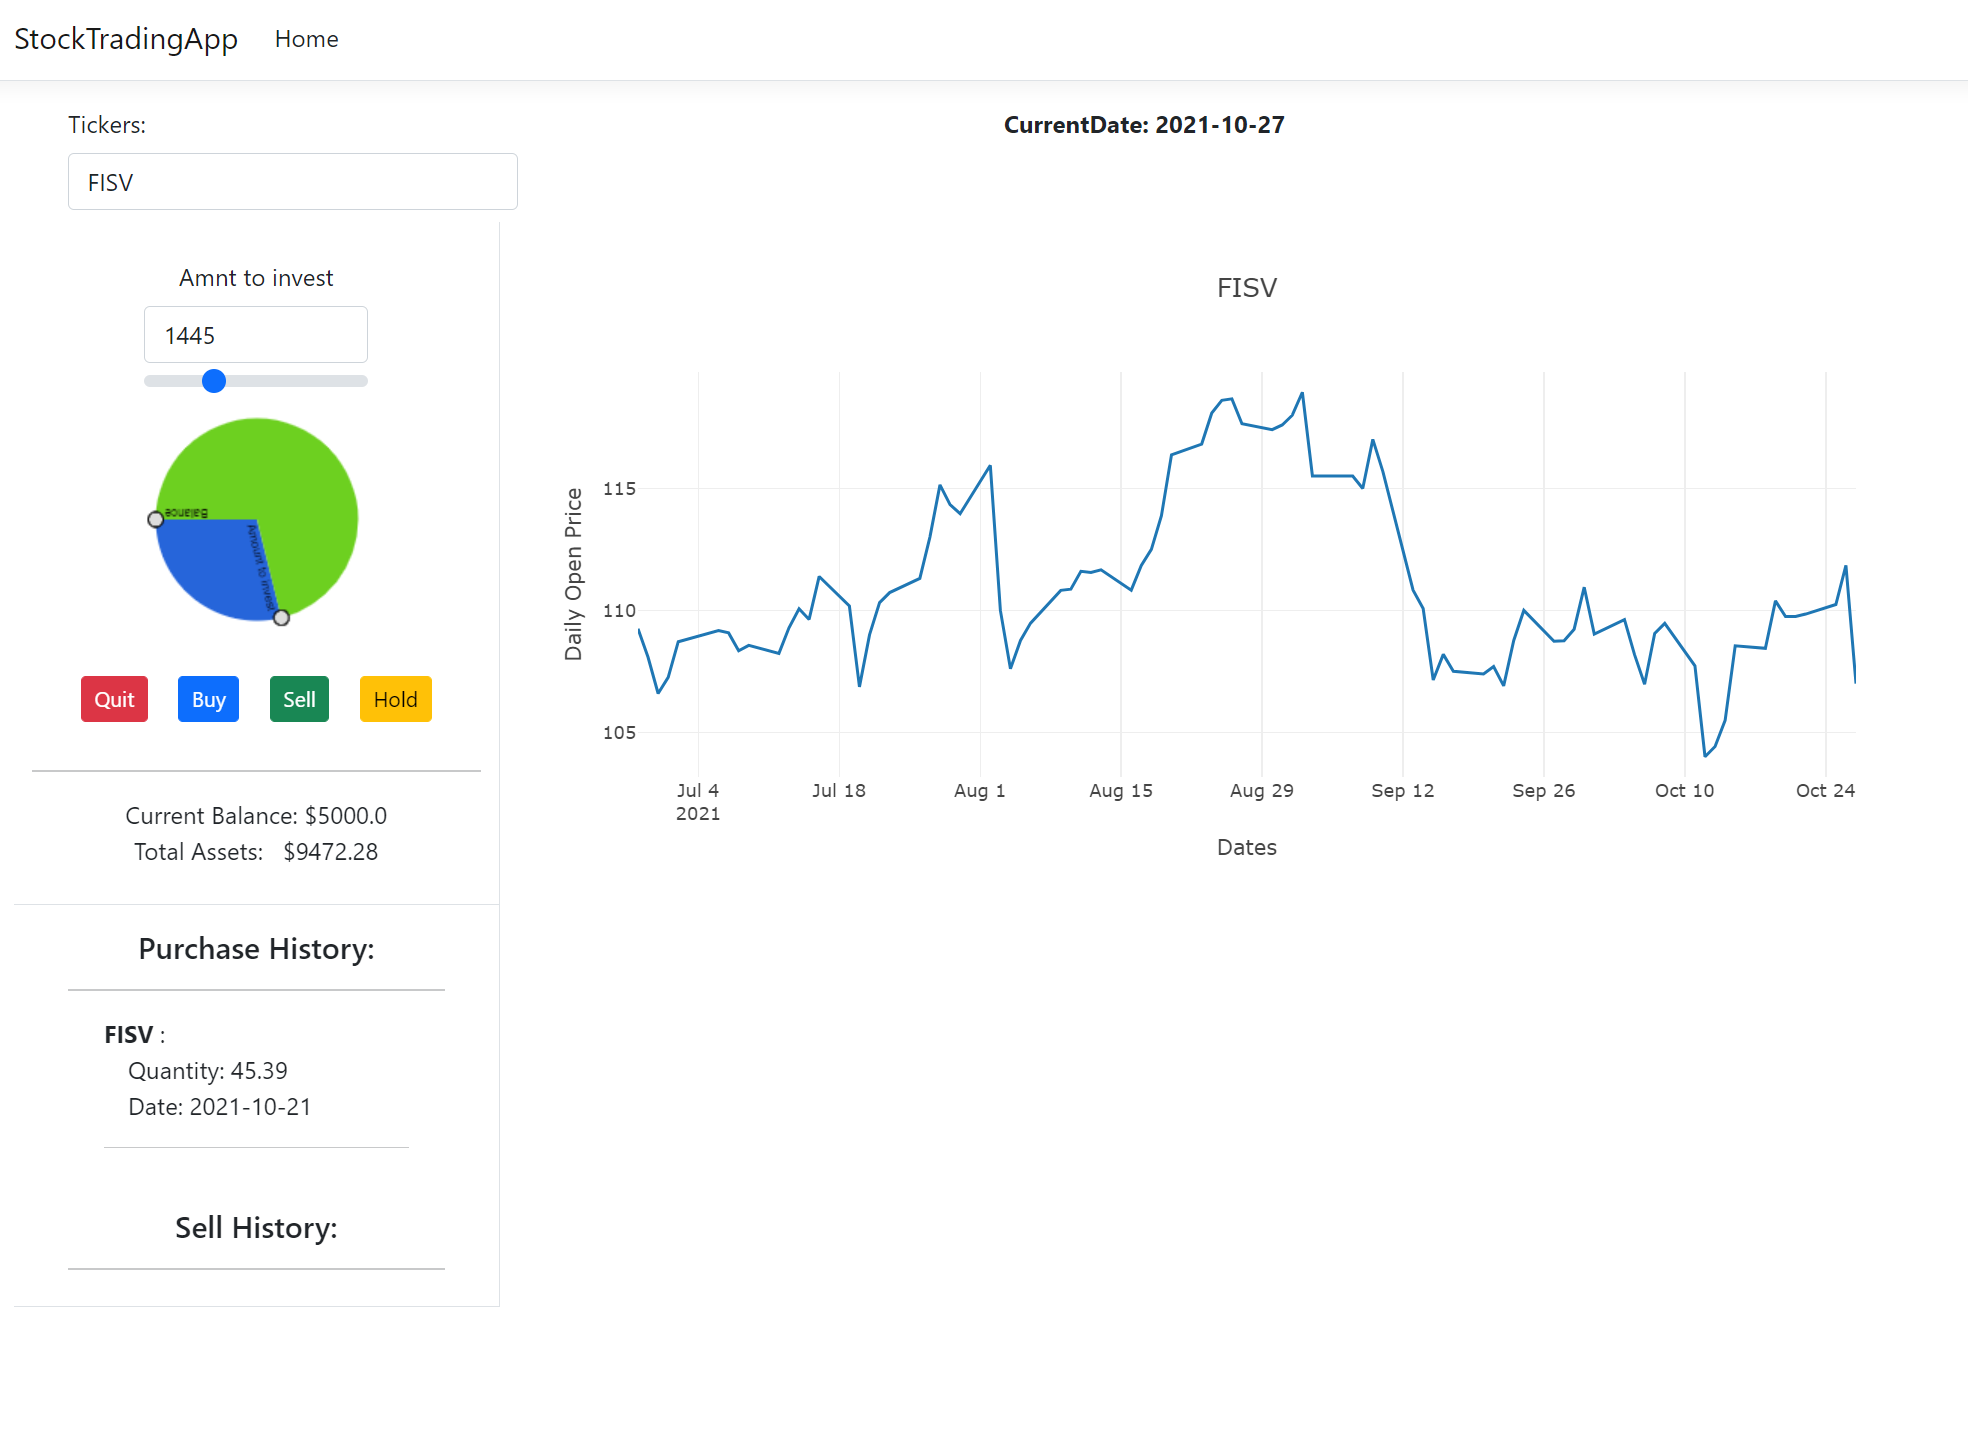 StockTradingApp Home
Tickers:
CurrentDate: 2021-10-27
FISV
Amnt to invest
1445
Balance
Amount to invest
Quit Buy Sell Hold
Current Balance: $5000.0
Total Assets: $9472.28
Purchase History:
FISV :
Quantity: 45.39
Date: 2021-10-21
Sell History:
FISV
Daily Open Price
115
110
105
Jul 4 Jul 18 Aug 1 Aug 15 Aug 29 Sep 12 Sep 26 Oct 10 Oct 24
2021
Dates